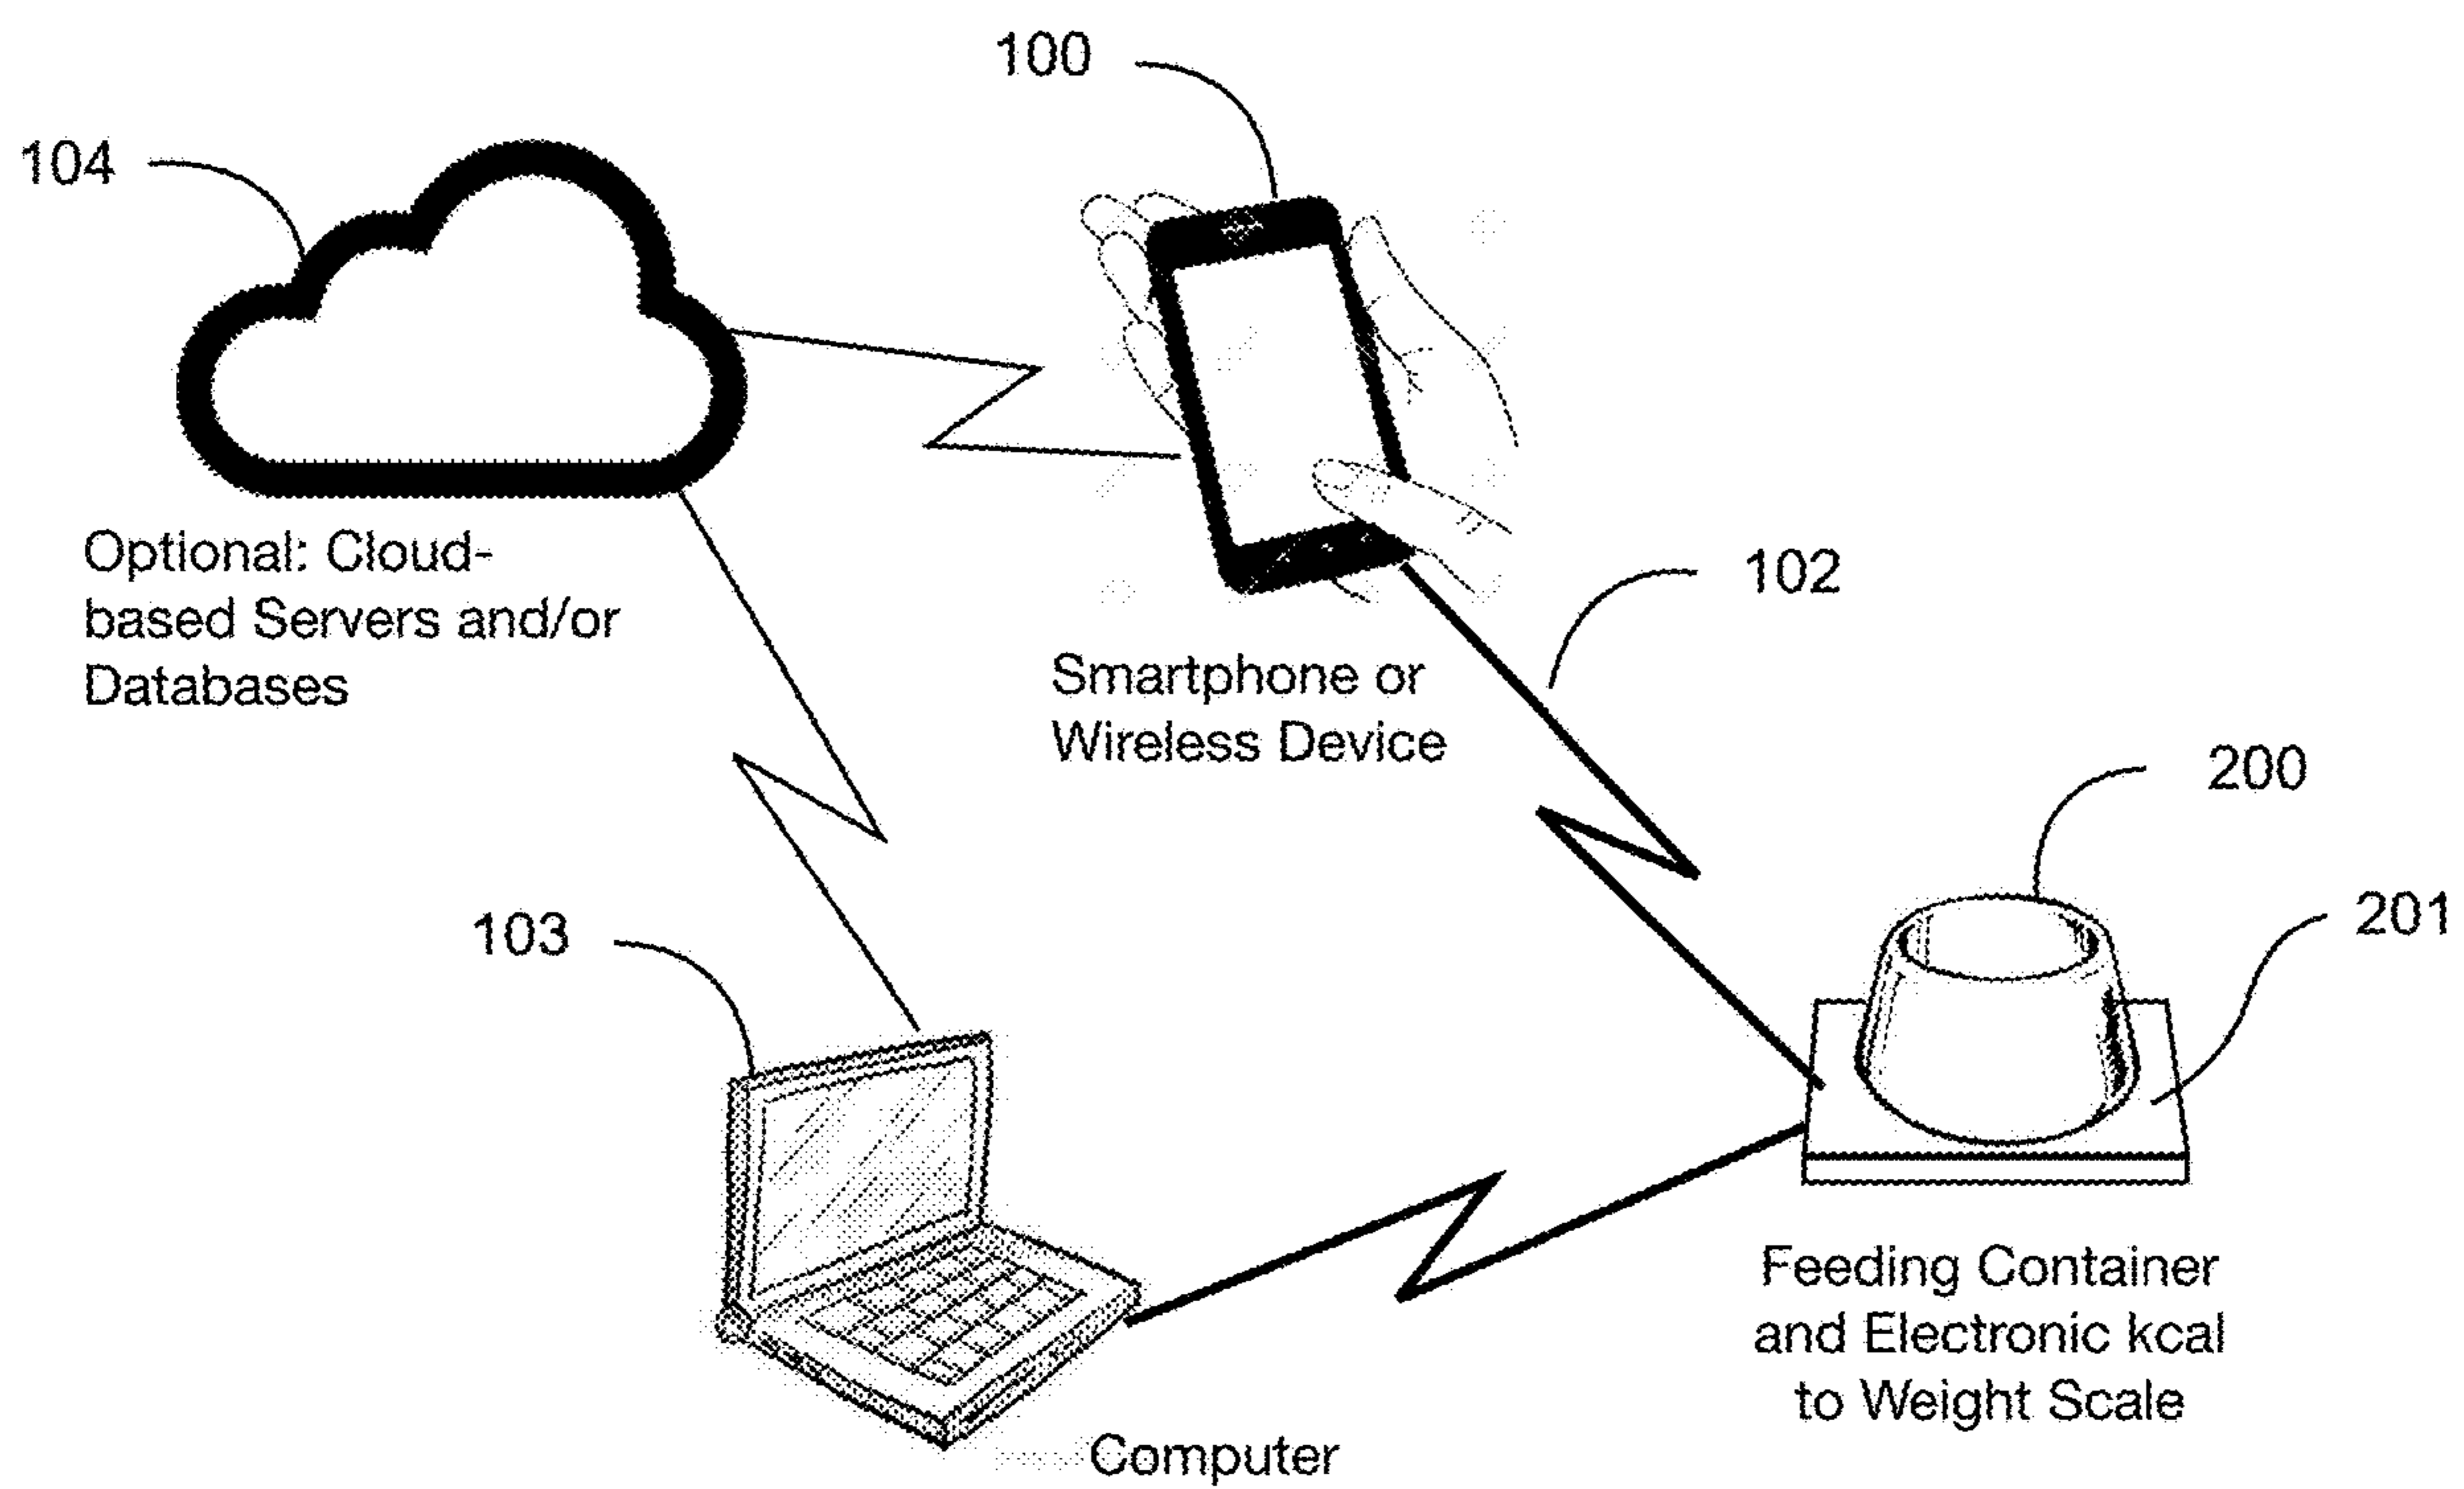 100
104
Optional: Cloud-
based Servers and/or
Databases
102
Smartphone or
Wireless Device
200
201
103
Feeding Container
and Electronic kcal
to Weight Scale
Computer